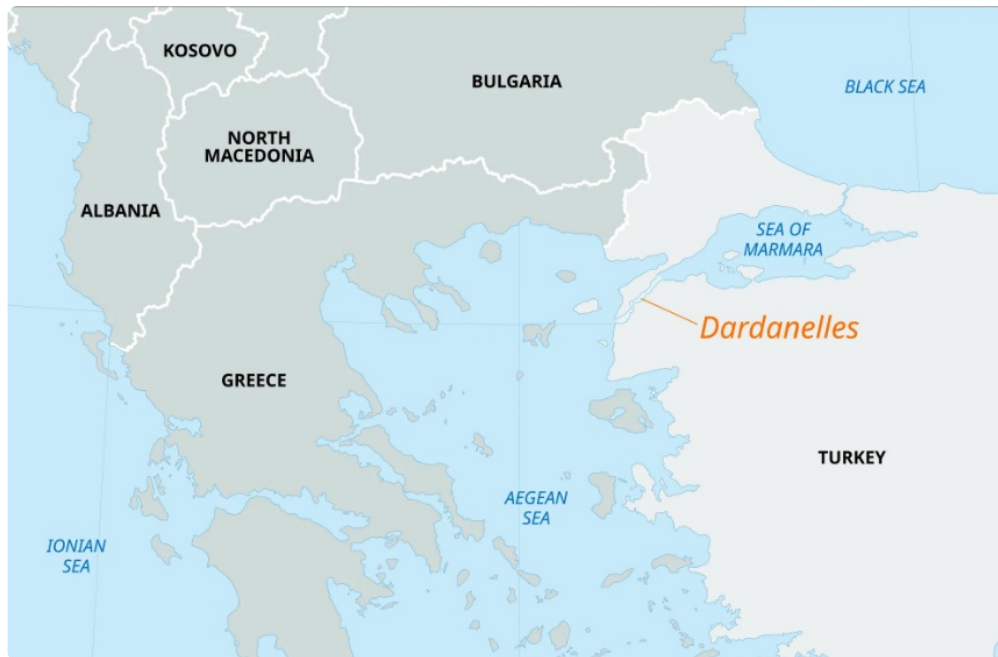 KOSOVO
BULGARIA
BLACK SEA
NORTH
MACEDONIA
ALBANIA
SEA OF
MARMARA
Dardanelles
GREECE
TURKEY
AEGEAN
SEA
IONIAN
SEA